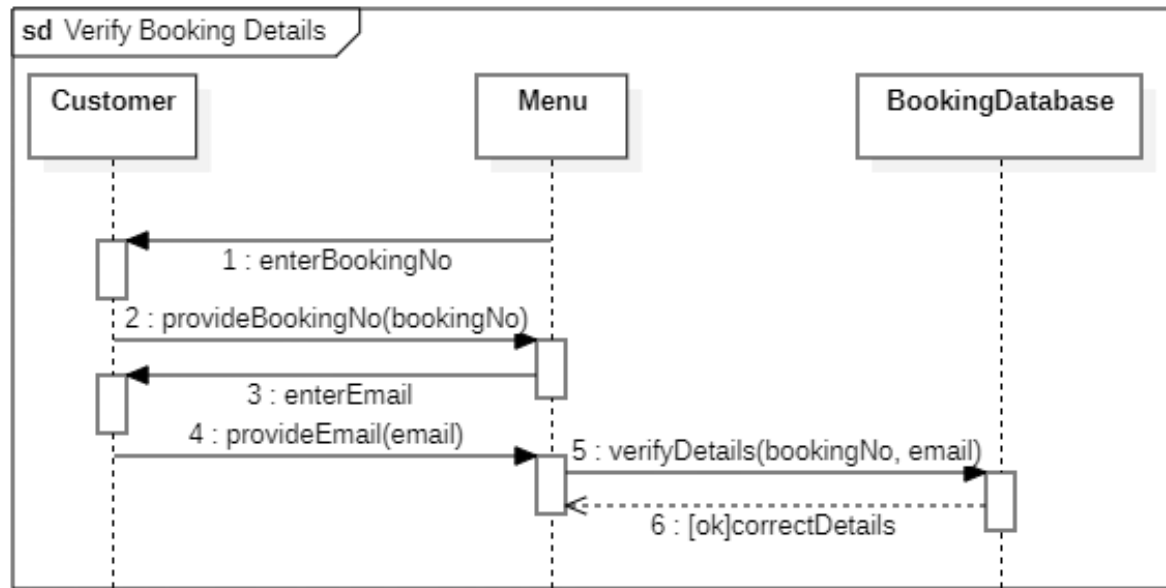 sd Verify Booking Details
Customer
Menu
BookingDatabase
1 : enterBookingNo
2 : provideBookingNo(bookingNo)
3 : enterEmail
4 : provideEmail(email)
5 : verifyDetails(bookingNo, email)
6 : [ok]correctDetails